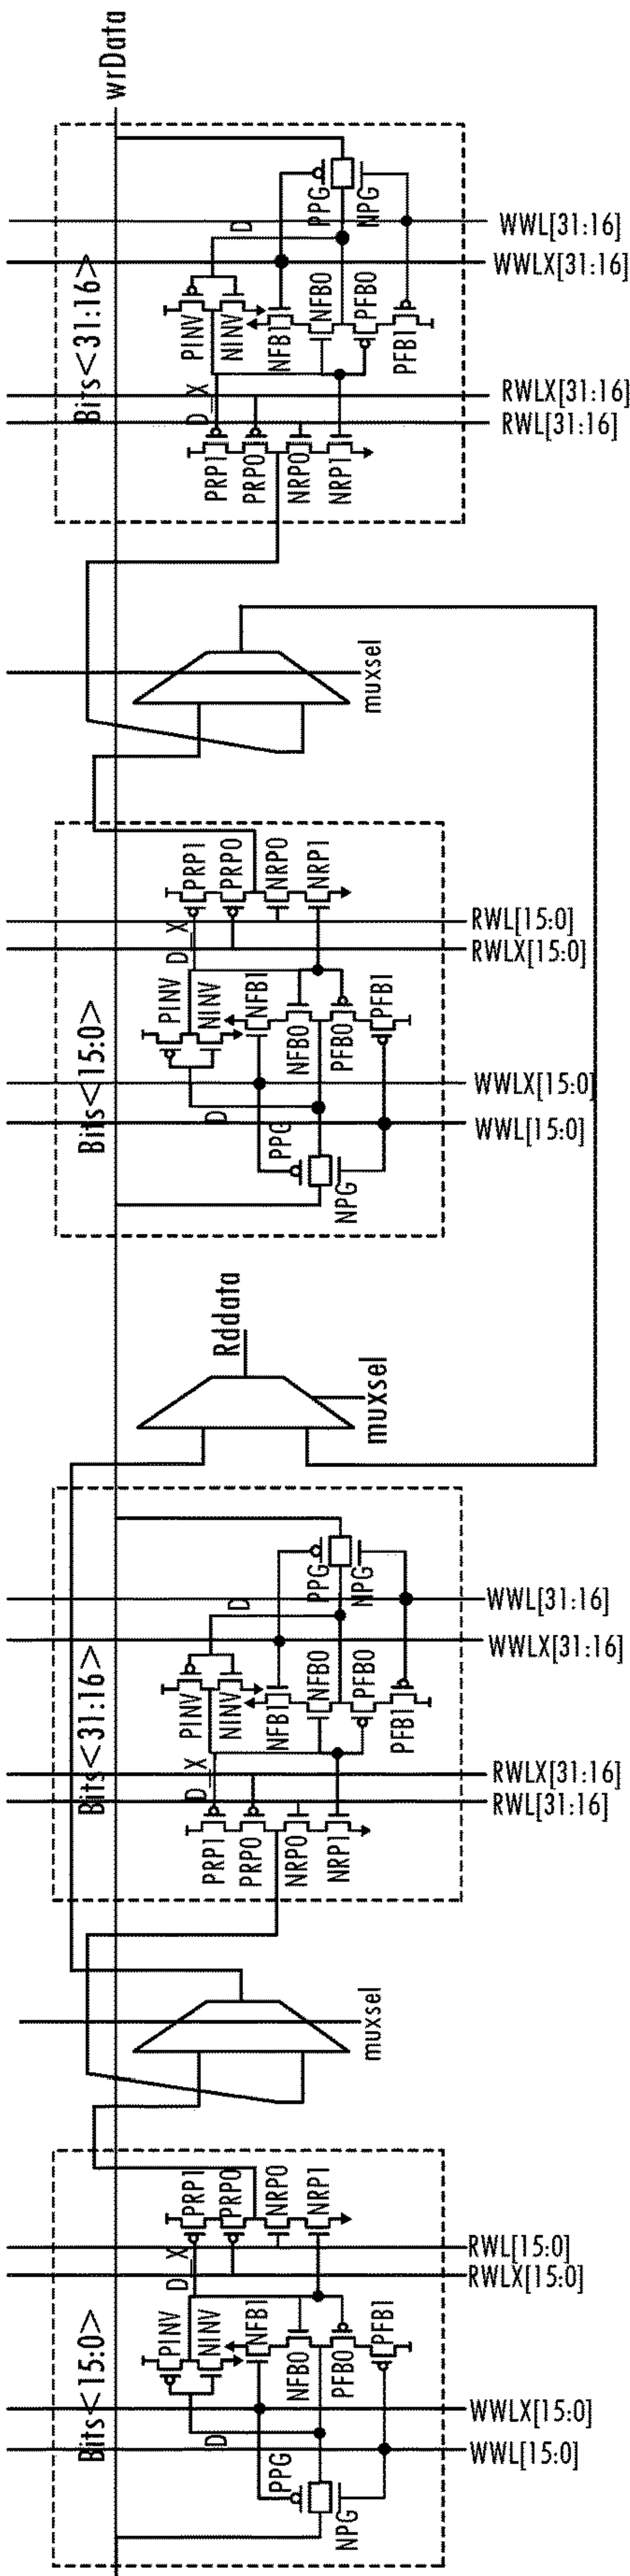 wrData
Bits<31:16>
D
PPG
NPG
WWL[31:16]
WWLX[31:16]
PINV
NINV
NFB1
NFB0
PFB0
PFB1
D_X
RWLX[31:16]
RWL[31:16]
PRP1
PRP0
NRP0
NRP1
muxsel
PRP1
PRP0
NRP0
NRP1
RWL[15:0]
D_X
RWLX[15:0]
Bits<15:0>
PINV
NINV
NFB1
NFB0
PFB0
PFB1
WWLX[15:0]
D
WWL[15:0]
PPG
NPG
Rddata
muxsel
Bits<31:16>
D
PPG
NPG
WWL[31:16]
WWLX[31:16]
PINV
NINV
NFB1
NFB0
PFB0
PFB1
D_X
RWLX[31:16]
RWL[31:16]
PRP1
PRP0
NRP0
NRP1
muxsel
PRP1
PRP0
NRP0
NRP1
RWL[15:0]
D_X
RWLX[15:0]
Bits<15:0>
PINV
NINV
NFB1
NFB0
PFB0
PFB1
WWLX[15:0]
D
WWL[15:0]
PPG
NPG